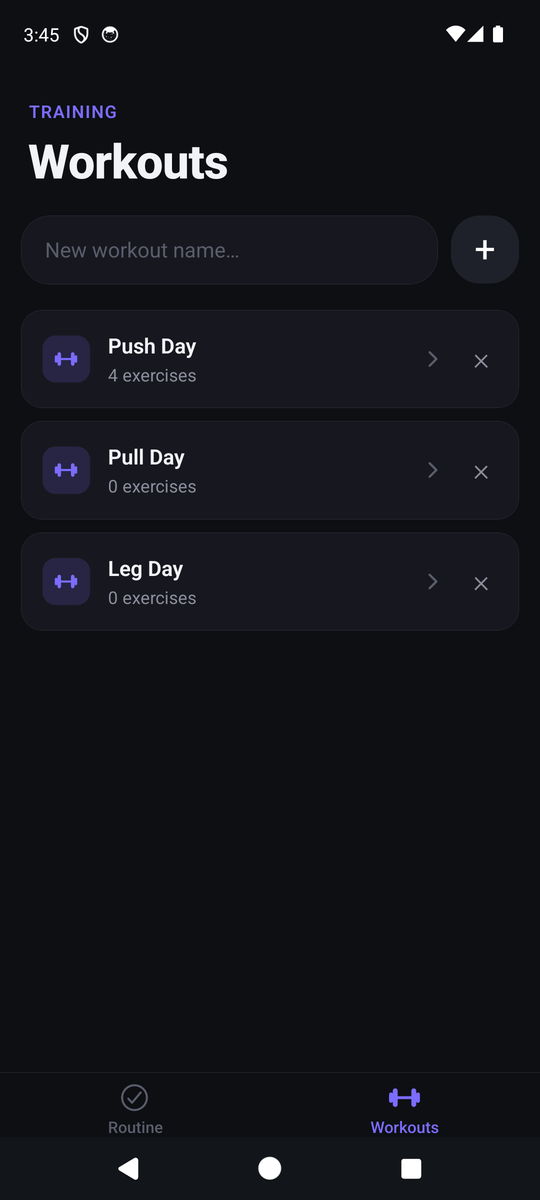 3:45
TRAINING
Workouts
New workout name…
Push Day
4 exercises
Pull Day
0 exercises
Leg Day
0 exercises
Routine
Workouts